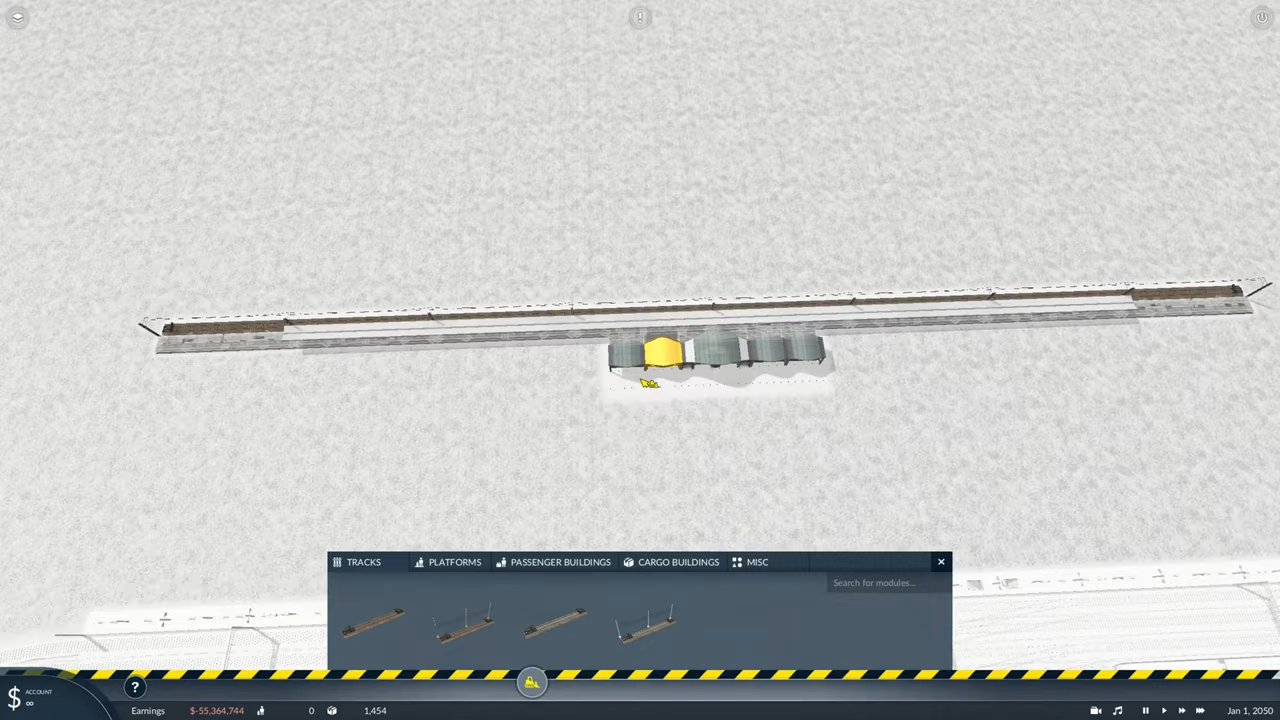 TRACKS PLATFORMS PASSENGER BUILDINGS CARGO BUILDINGS MISC
Search for modules...
?
$ ACCOUNT
∞
Earnings $-55,364,744 0 1,454 Jan 1, 2050